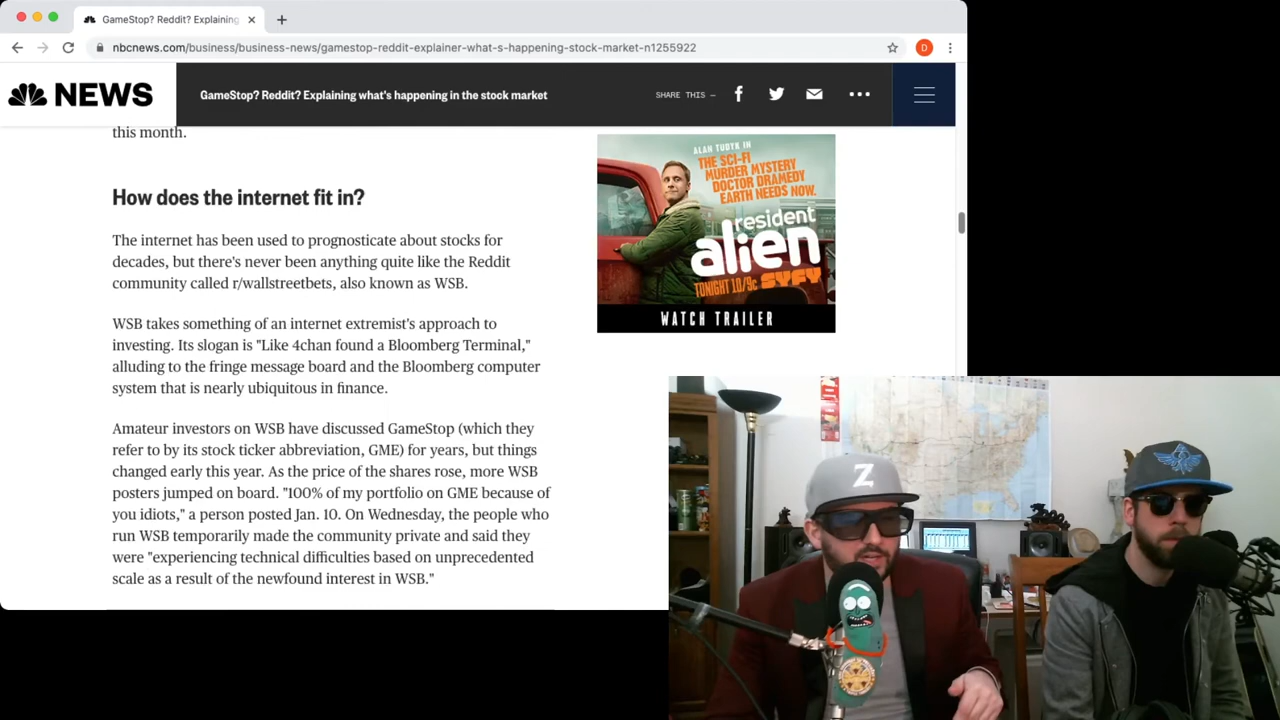 GameStop? Reddit? Explaining
nbcnews.com/business/business-news/gamestop-reddit-explainer-what-s-happening-stock-market-n1255922
D
NEWS
GameStop? Reddit? Explaining what's happening in the stock market
SHARE THIS —
this month.
How does the internet fit in?
The internet has been used to prognosticate about stocks for
decades, but there's never been anything quite like the Reddit
community called r/wallstreetbets, also known as WSB.
WSB takes something of an internet extremist's approach to
investing. Its slogan is "Like 4chan found a Bloomberg Terminal,"
alluding to the fringe message board and the Bloomberg computer
system that is nearly ubiquitous in finance.
Amateur investors on WSB have discussed GameStop (which they
refer to by its stock ticker abbreviation, GME) for years, but things
changed early this year. As the price of the shares rose, more WSB
posters jumped on board. "100% of my portfolio on GME because of
you idiots," a person posted Jan. 10. On Wednesday, the people who
run WSB temporarily made the community private and said they
were "experiencing technical difficulties based on unprecedented
scale as a result of the newfound interest in WSB."
ALAN TUDYK IN
THE SCI-FI
MURDER MYSTERY
DOCTOR DRAMEDY
EARTH NEEDS NOW.
resident
alien
TONIGHT 10/9c SYFY
WATCH TRAILER
Z